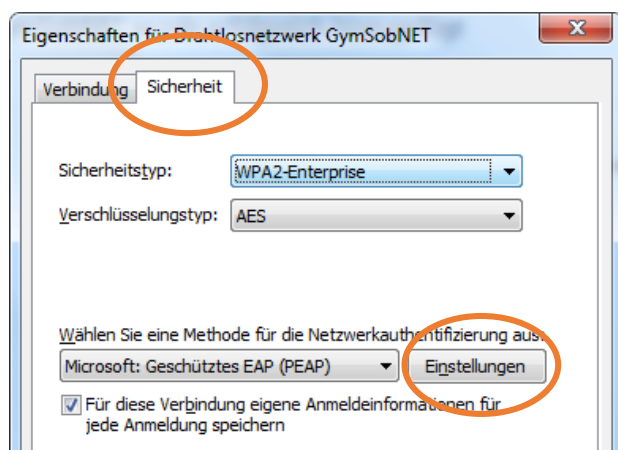 Eigenschaften für Drahtlosnetzwerk GymSobNET
Verbindung Sicherheit
Sicherheitstyp: WPA2-Enterprise
Verschlüsselungstyp: AES
Wählen Sie eine Methode für die Netzwerkauthentifizierung aus:
Microsoft: Geschütztes EAP (PEAP) Einstellungen
Für diese Verbindung eigene Anmeldeinformationen für
jede Anmeldung speichern